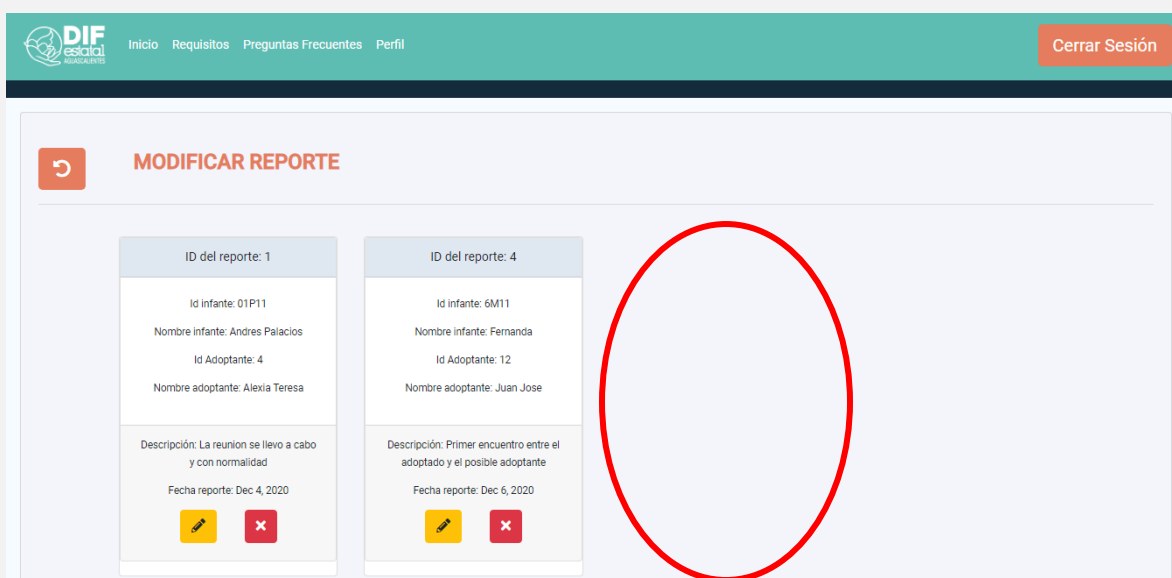 DIF
estatal
AGUASCALIENTES
Inicio Requisitos Preguntas Frecuentes Perfil
Cerrar Sesión
MODIFICAR REPORTE
ID del reporte: 1
Id infante: 01P11
Nombre infante: Andres Palacios
Id Adoptante: 4
Nombre adoptante: Alexia Teresa
Descripción: La reunion se llevo a cabo
y con normalidad
Fecha reporte: Dec 4, 2020
ID del reporte: 4
Id infante: 6M11
Nombre infante: Fernanda
Id Adoptante: 12
Nombre adoptante: Juan Jose
Descripción: Primer encuentro entre el
adoptado y el posible adoptante
Fecha reporte: Dec 6, 2020